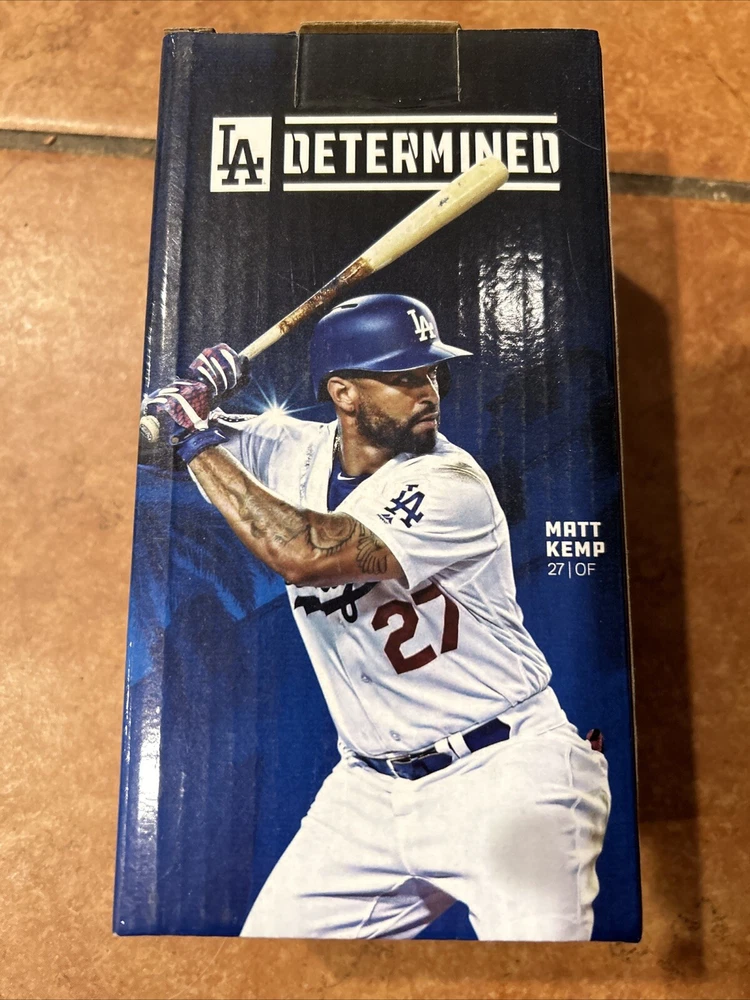 LA DETERMINED
LA
LA
27
MATT
KEMP
27 | OF